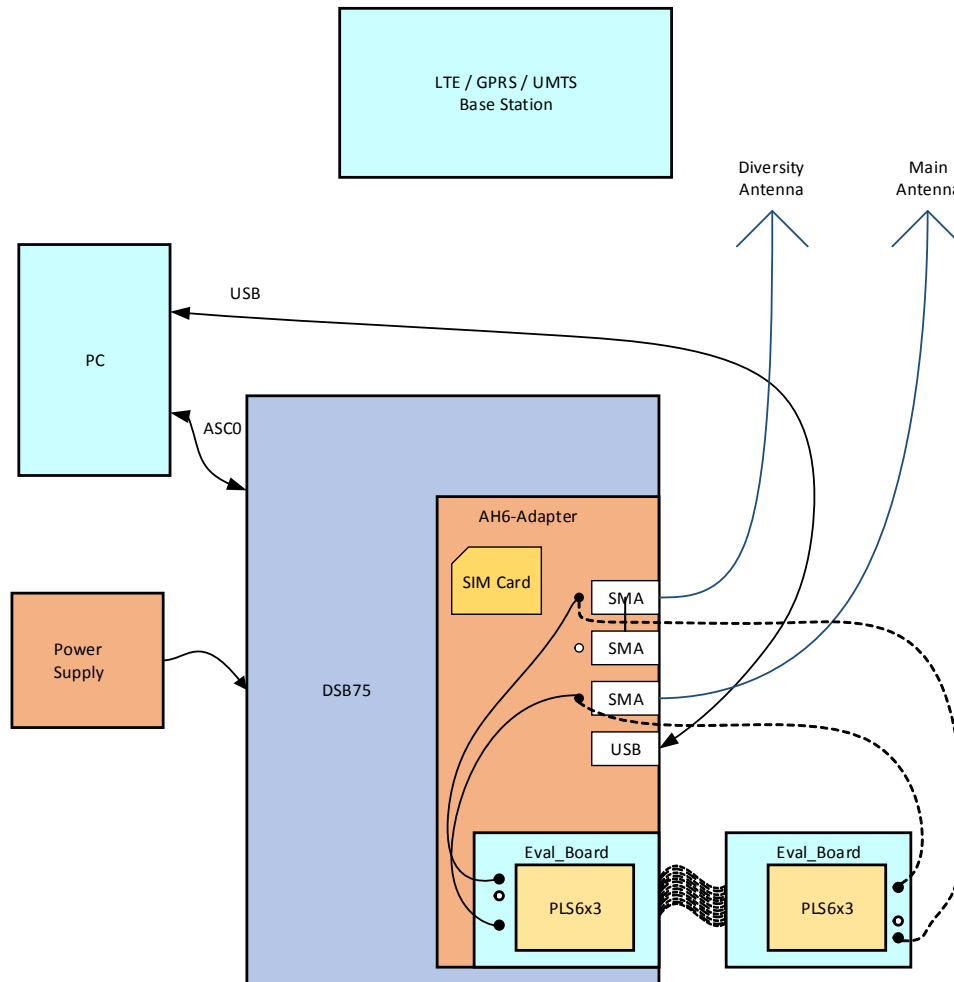 LTE / GPRS / UMTS
Base Station
Diversity
Antenna
Main
Antenna
USB
PC
ASC0
AH6-Adapter
SIM Card
SMA
SMA
Power
Supply
DSB75
SMA
USB
Eval_Board
PLS6x3
Eval_Board
PLS6x3